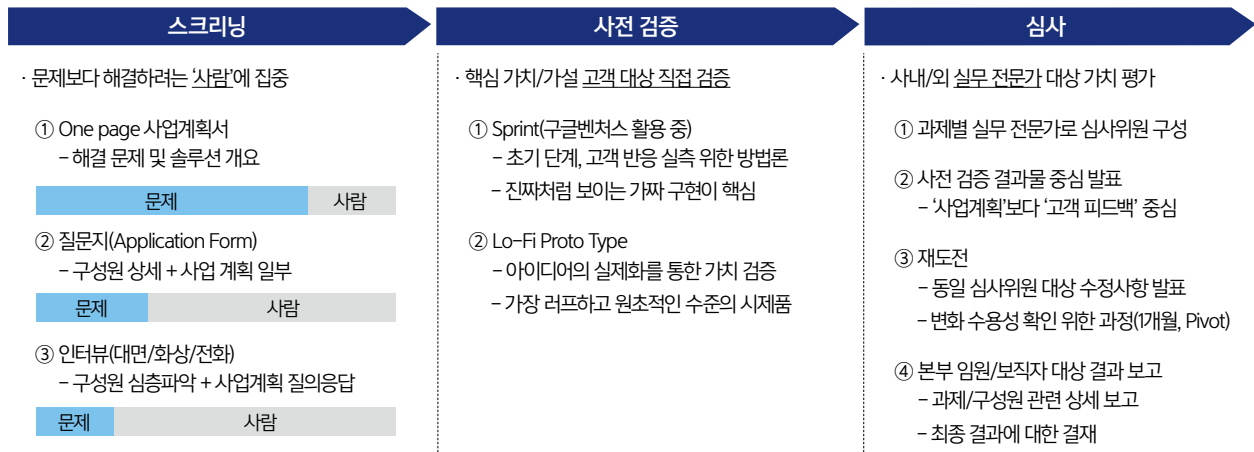 스크리닝
· 문제보다 해결하려는 '사람'에 집중
① One page 사업계획서
– 해결 문제 및 솔루션 개요
문제 사람
② 질문지(Application Form)
– 구성원 상세 + 사업 계획 일부
문제 사람
③ 인터뷰(대면/화상/전화)
– 구성원 심층파악 + 사업계획 질의응답
문제 사람
사전 검증
· 핵심 가치/가설 고객 대상 직접 검증
① Sprint(구글벤처스 활용 중)
– 초기 단계, 고객 반응 실측 위한 방법론
– 진짜처럼 보이는 가짜 구현이 핵심
② Lo-Fi Proto Type
– 아이디어의 실제화를 통한 가치 검증
– 가장 러프하고 원초적인 수준의 시제품
심사
· 사내/외 실무 전문가 대상 가치 평가
① 과제별 실무 전문가로 심사위원 구성
② 사전 검증 결과물 중심 발표
– '사업계획'보다 '고객 피드백' 중심
③ 재도전
– 동일 심사위원 대상 수정사항 발표
– 변화 수용성 확인 위한 과정(1개월, Pivot)
④ 본부 임원/보직자 대상 결과 보고
– 과제/구성원 관련 상세 보고
– 최종 결과에 대한 결재